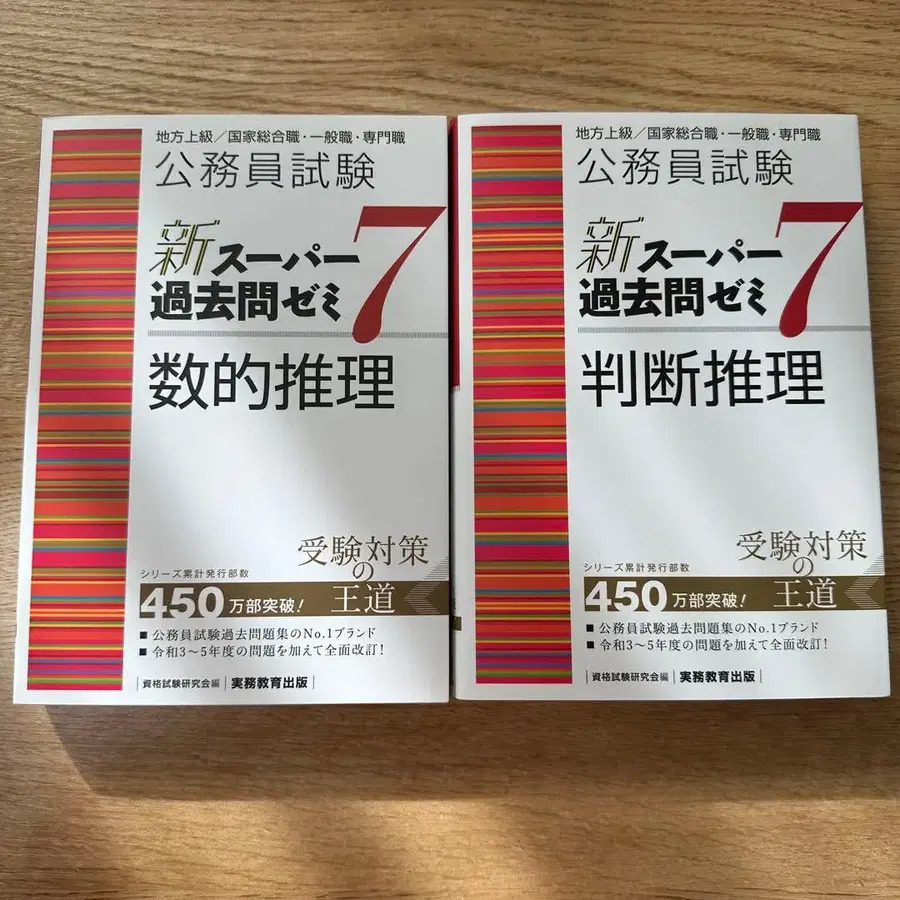 地方上級／国家総合職・一般職・専門職
公務員試験
新スーパー
過去問ゼミ7
数的推理
受験対策
の
王道
シリーズ累計発行部数
450万部突破!
■ 公務員試験過去問題集のNo.1ブランド
■ 令和3～5年度の問題を加えて全面改訂!
資格試験研究会編 | 実務教育出版
地方上級／国家総合職・一般職・専門職
公務員試験
新スーパー
過去問ゼミ7
判断推理
受験対策
の
王道
シリーズ累計発行部数
450万部突破!
■ 公務員試験過去問題集のNo.1ブランド
■ 令和3～5年度の問題を加えて全面改訂!
資格試験研究会編 | 実務教育出版